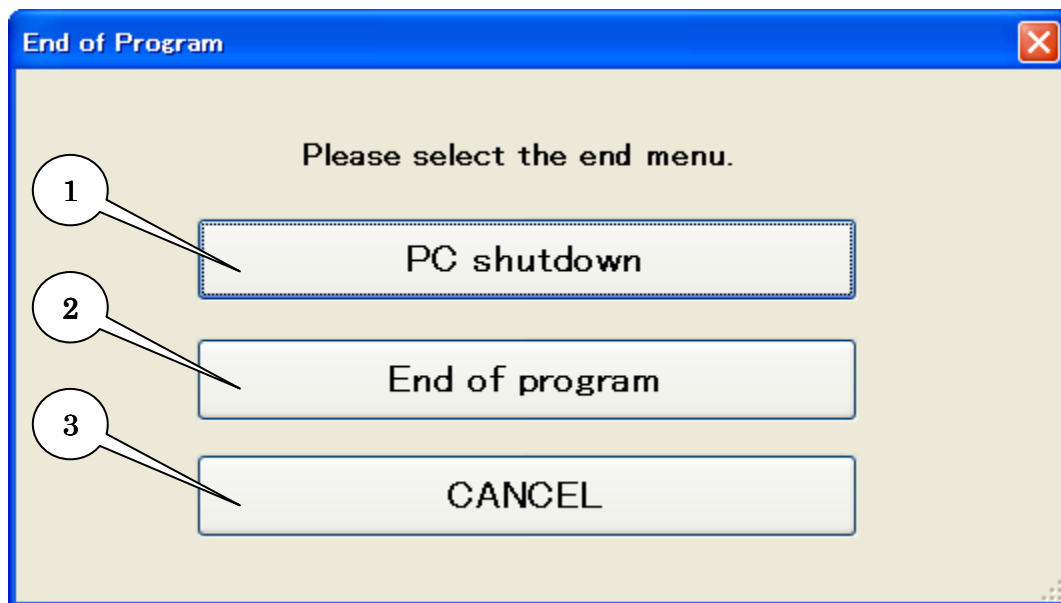 End of Program
Please select the end menu.
1
PC shutdown
2
End of program
3
CANCEL